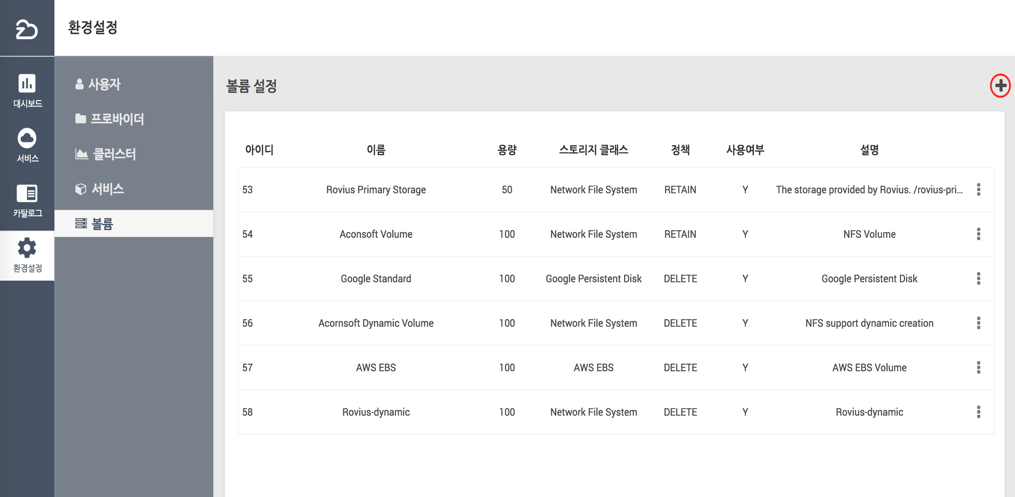 환경설정
대시보드
서비스
카탈로그
환경설정
사용자
프로바이더
클러스터
서비스
볼륨
볼륨 설정
아이디 이름 용량 스토리지 클래스 정책 사용여부 설명
53 Rovius Primary Storage 50 Network File System RETAIN Y The storage provided by Rovius. /rovius-pri...
54 Aconsoft Volume 100 Network File System RETAIN Y NFS Volume
55 Google Standard 100 Google Persistent Disk DELETE Y Google Persistent Disk
56 Acornsoft Dynamic Volume 100 Network File System DELETE Y NFS support dynamic creation
57 AWS EBS 100 AWS EBS DELETE Y AWS EBS Volume
58 Rovius-dynamic 100 Network File System DELETE Y Rovius-dynamic